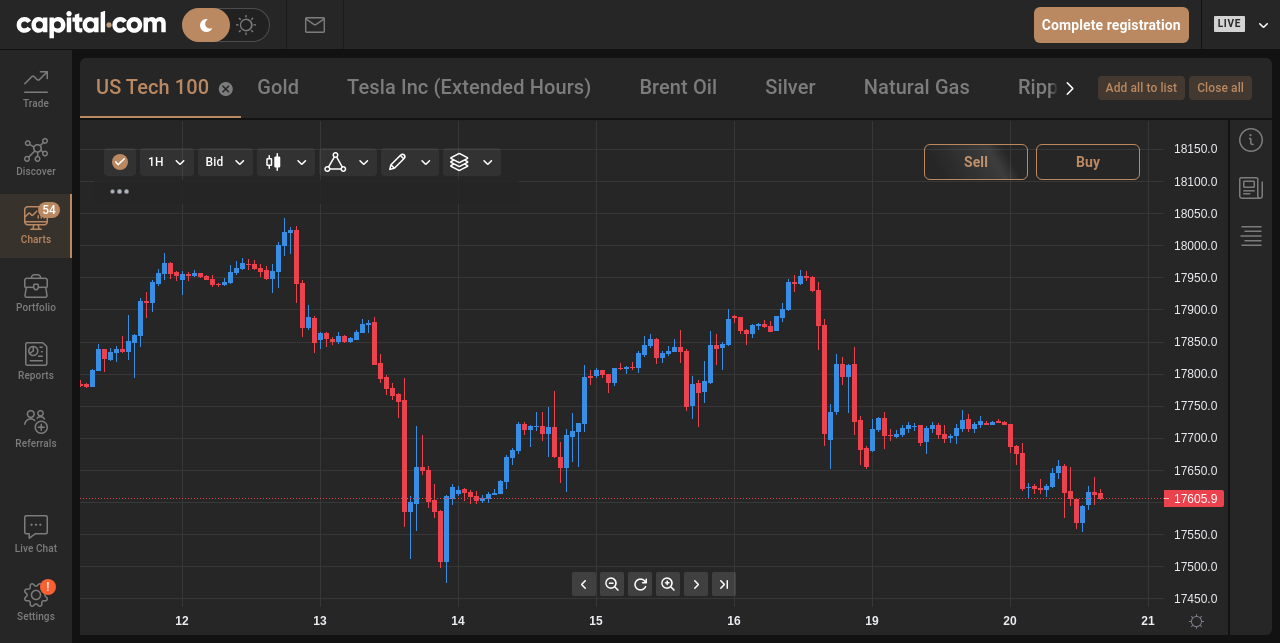 capital.com
Complete registration
LIVE
US Tech 100
Gold
Tesla Inc (Extended Hours)
Brent Oil
Silver
Natural Gas
Ripp
Add all to list
Close all
Trade
Discover
54
Charts
Portfolio
Reports
Referrals
Live Chat
!
Settings
1H
Bid
Sell
Buy
18150.0
18100.0
18050.0
18000.0
17950.0
17900.0
17850.0
17800.0
17750.0
17700.0
17650.0
17605.9
17550.0
17500.0
17450.0
12
13
14
15
16
19
20
21